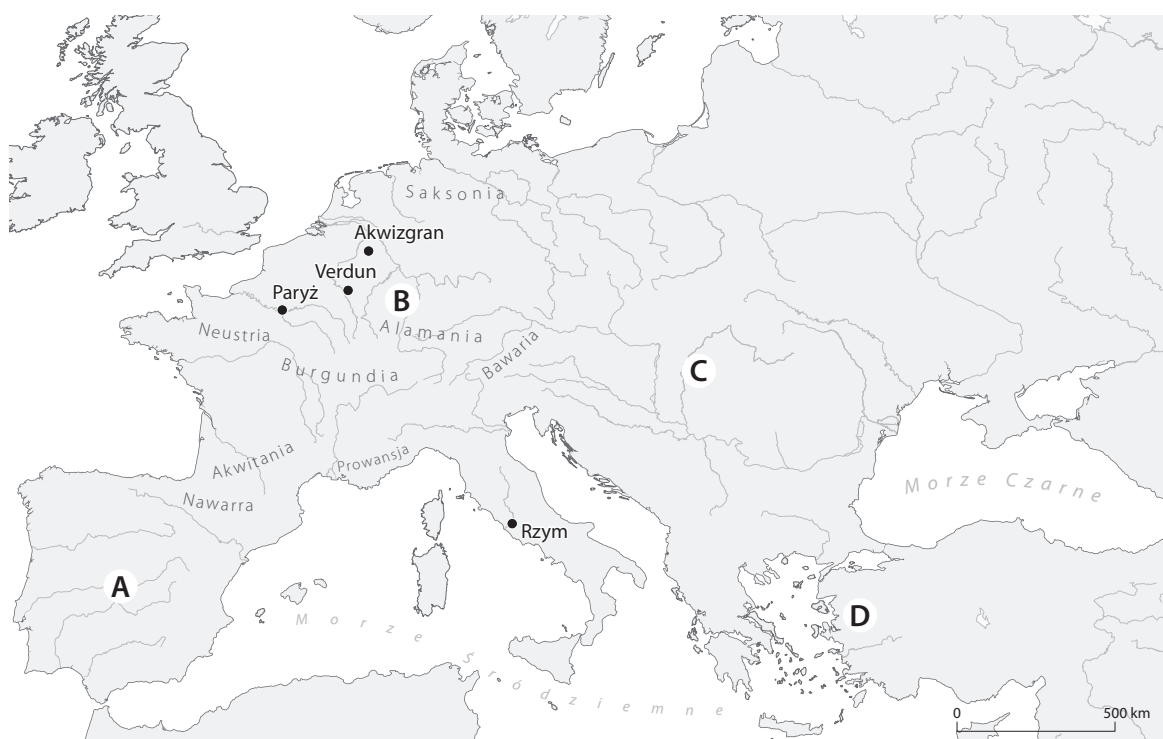 Saksonia
Akwizgran
Verdun
B
Paryż
Neustria
Alamania
Bawaria
Burgundia
C
Akwitania
Prowansja
Nawarra
Morze Czarne
Rzym
A
D
Morze
Śródziemne
0 500 km